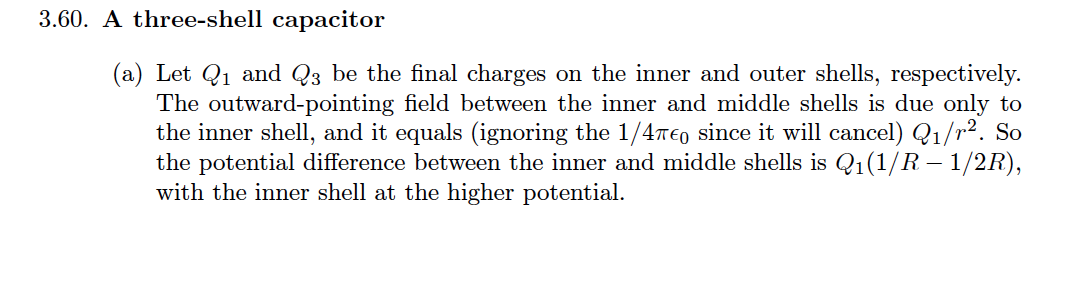 3.60. A three-shell capacitor
(a) Let Q₁ and Q₃ be the final charges on the inner and outer shells, respectively.
The outward-pointing field between the inner and middle shells is due only to
the inner shell, and it equals (ignoring the 1/4πϵ₀ since it will cancel) Q₁/r². So
the potential difference between the inner and middle shells is Q₁(1/R − 1/2R),
with the inner shell at the higher potential.